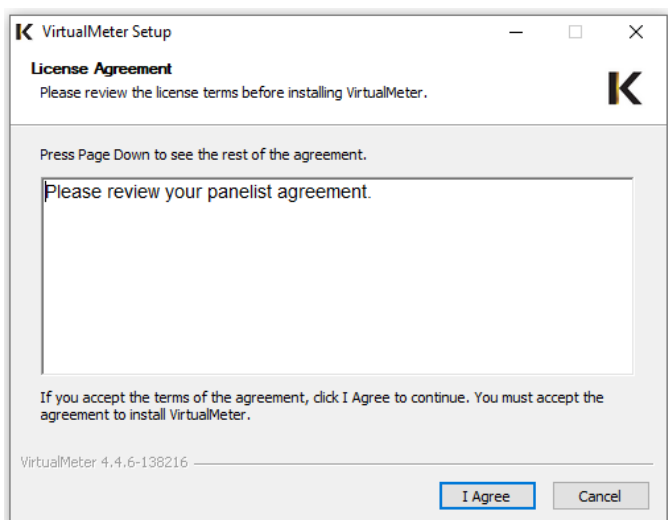 VirtualMeter Setup
License Agreement
Please review the license terms before installing VirtualMeter.
K
Press Page Down to see the rest of the agreement.
Please review your panelist agreement.
If you accept the terms of the agreement, click I Agree to continue. You must accept the
agreement to install VirtualMeter.
VirtualMeter 4.4.6-138216
I Agree
Cancel